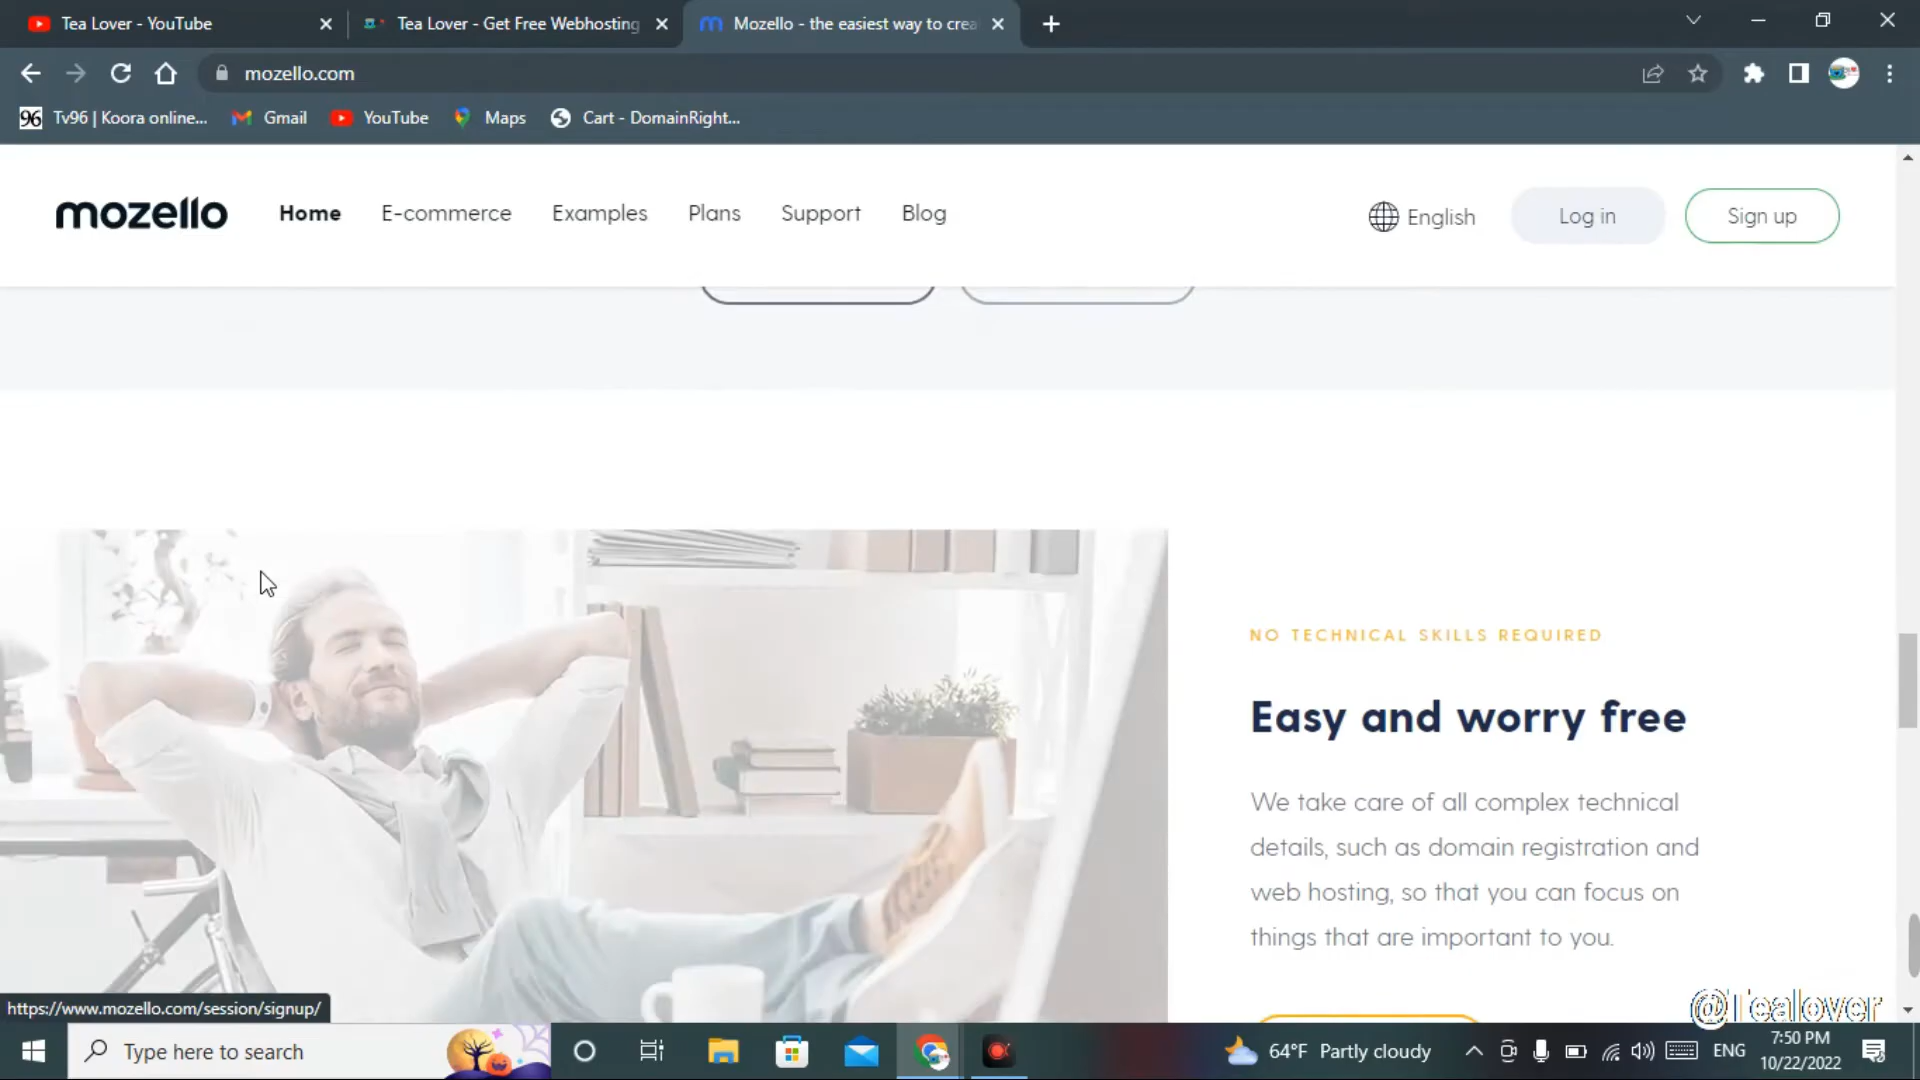 Tea Lover - YouTube
Tea Lover - Get Free Webhosting
Mozello - the easiest way to crea
mozello.com
96 Tv96 | Koora online...
Gmail
YouTube
Maps
Cart - DomainRight...
mozello
Home
E-commerce
Examples
Plans
Support
Blog
English
Log in
Sign up
NO TECHNICAL SKILLS REQUIRED
Easy and worry free
We take care of all complex technical
details, such as domain registration and
web hosting, so that you can focus on
things that are important to you.
https://www.mozello.com/session/signup/
@Tealover
Type here to search
64°F Partly cloudy
ENG
7:50 PM
10/22/2022